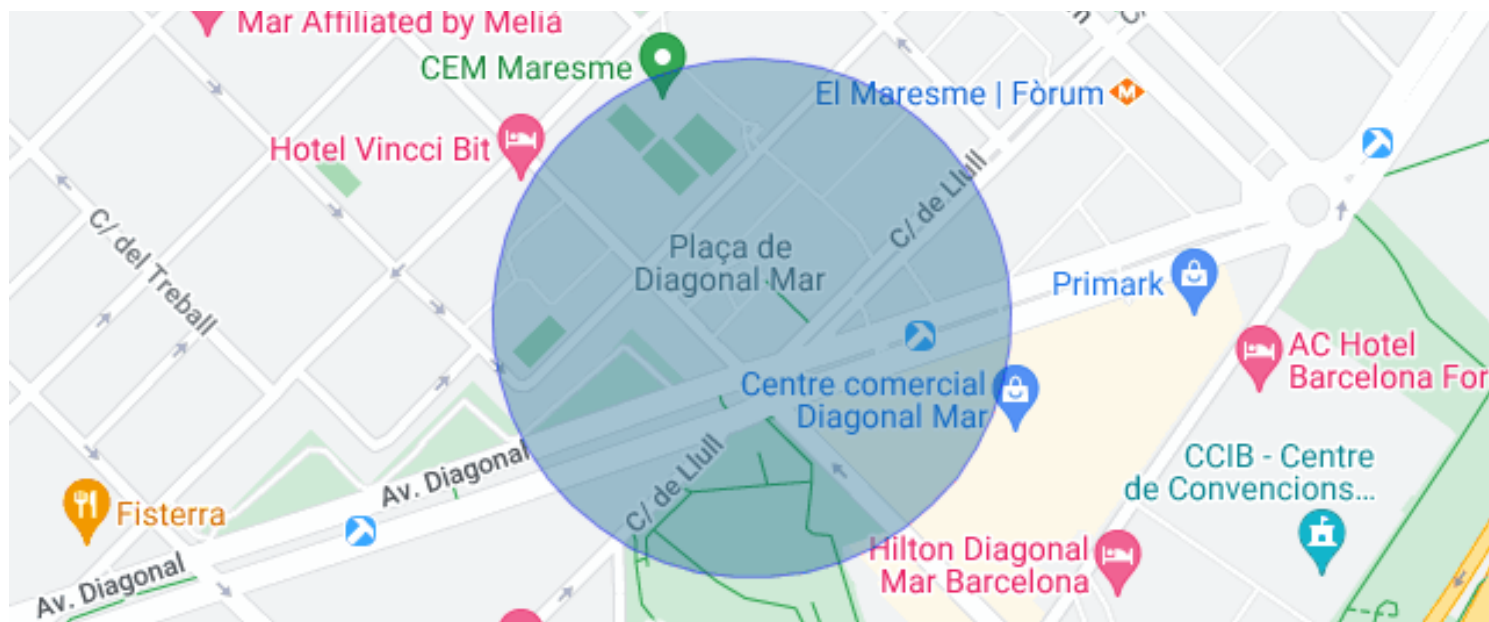 Mar Affiliated by Meliá
CEM Maresme
El Maresme | Fòrum
M
Hotel Vincci Bit
C/ de Llull
C/ del Treball
Plaça de
Diagonal Mar
Primark
AC Hotel
Barcelona For
Centre comercial
Diagonal Mar
Av. Diagonal
C/ de Llull
CCIB - Centre
de Convencions...
Fisterra
Hilton Diagonal
Mar Barcelona
Av. Diagonal